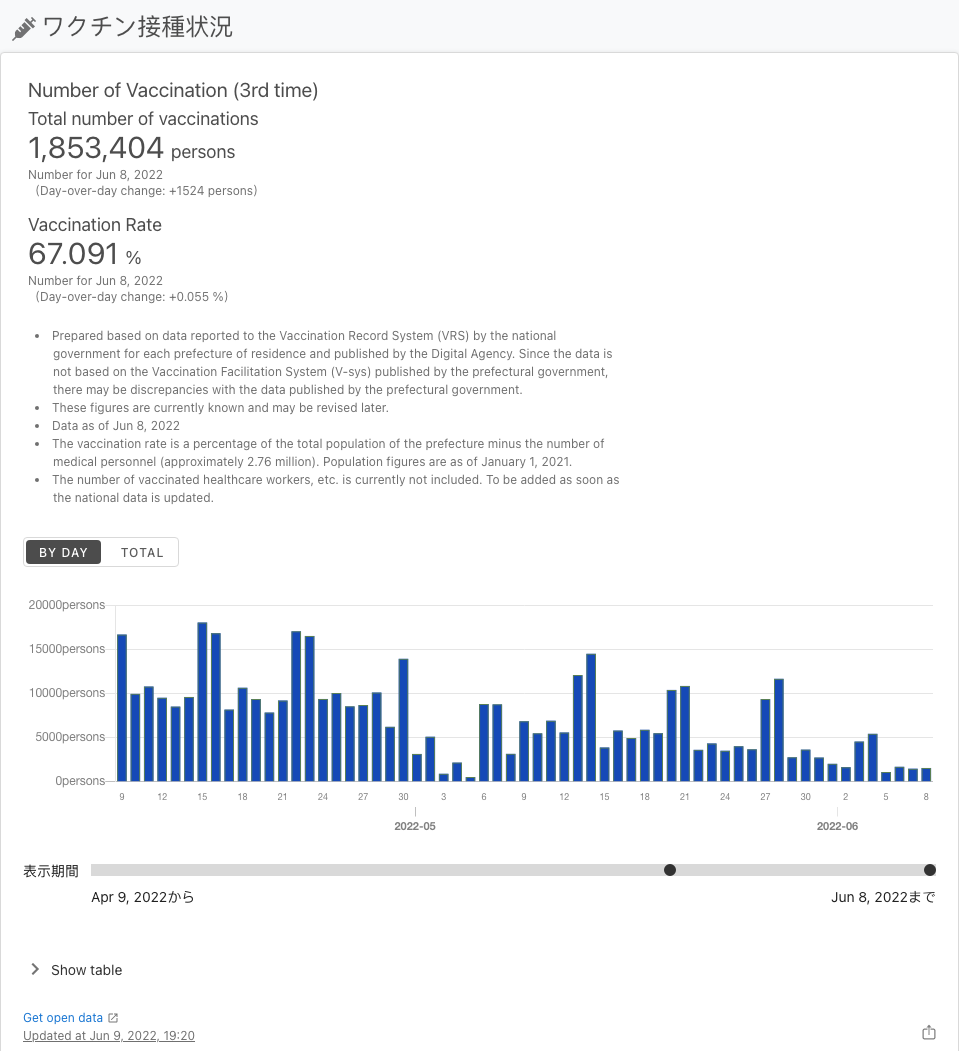 ワクチン接種状況
Number of Vaccination (3rd time)
Total number of vaccinations
1,853,404 persons
Number for Jun 8, 2022
(Day-over-day change: +1524 persons)
Vaccination Rate
67.091 %
Number for Jun 8, 2022
(Day-over-day change: +0.055 %)
• Prepared based on data reported to the Vaccination Record System (VRS) by the national
government for each prefecture of residence and published by the Digital Agency. Since the data is
not based on the Vaccination Facilitation System (V-sys) published by the prefectural government,
there may be discrepancies with the data published by the prefectural government.
• These figures are currently known and may be revised later.
• Data as of Jun 8, 2022
• The vaccination rate is a percentage of the total population of the prefecture minus the number of
medical personnel (approximately 2.76 million). Population figures are as of January 1, 2021.
• The number of vaccinated healthcare workers, etc. is currently not included. To be added as soon as
the national data is updated.
BY DAY TOTAL
20000persons
15000persons
10000persons
5000persons
0persons
9 12 15 18 21 24 27 30 3 6 9 12 15 18 21 24 27 30 2 5 8
2022-05 2022-06
表示期間
Apr 9, 2022から Jun 8, 2022まで
Show table
Get open data
Updated at Jun 9, 2022, 19:20